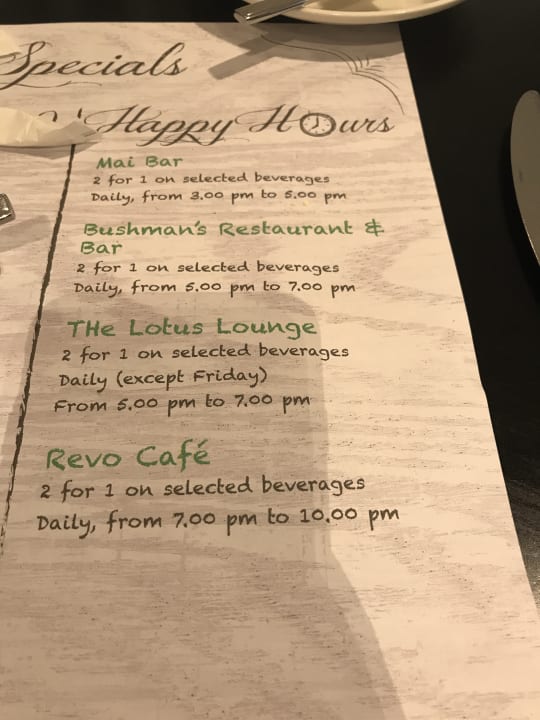 Specials
Happy Hours
Mai Bar
2 for 1 on selected beverages
Daily, from 3.00 pm to 5.00 pm
Bushman's Restaurant &
Bar
2 for 1 on selected beverages
Daily, from 5.00 pm to 7.00 pm
THe Lotus Lounge
2 for 1 on selected beverages
Daily (except Friday)
From 5.00 pm to 7.00 pm
Revo Café
2 for 1 on selected beverages
Daily, from 7.00 pm to 10.00 pm